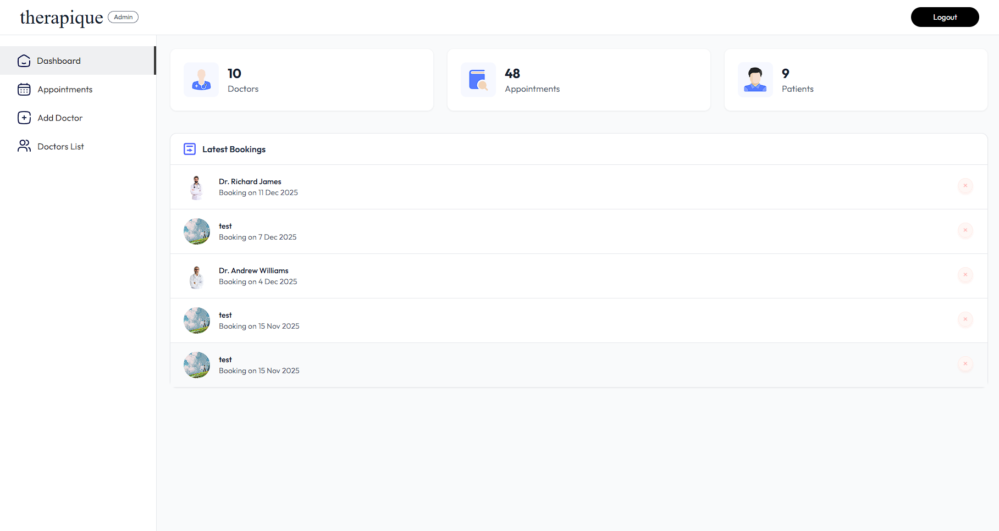 therapique Admin
Logout
Dashboard
Appointments
Add Doctor
Doctors List
10
Doctors
48
Appointments
9
Patients
Latest Bookings
Dr. Richard James
Booking on 11 Dec 2025
test
Booking on 7 Dec 2025
Dr. Andrew Williams
Booking on 4 Dec 2025
test
Booking on 15 Nov 2025
test
Booking on 15 Nov 2025